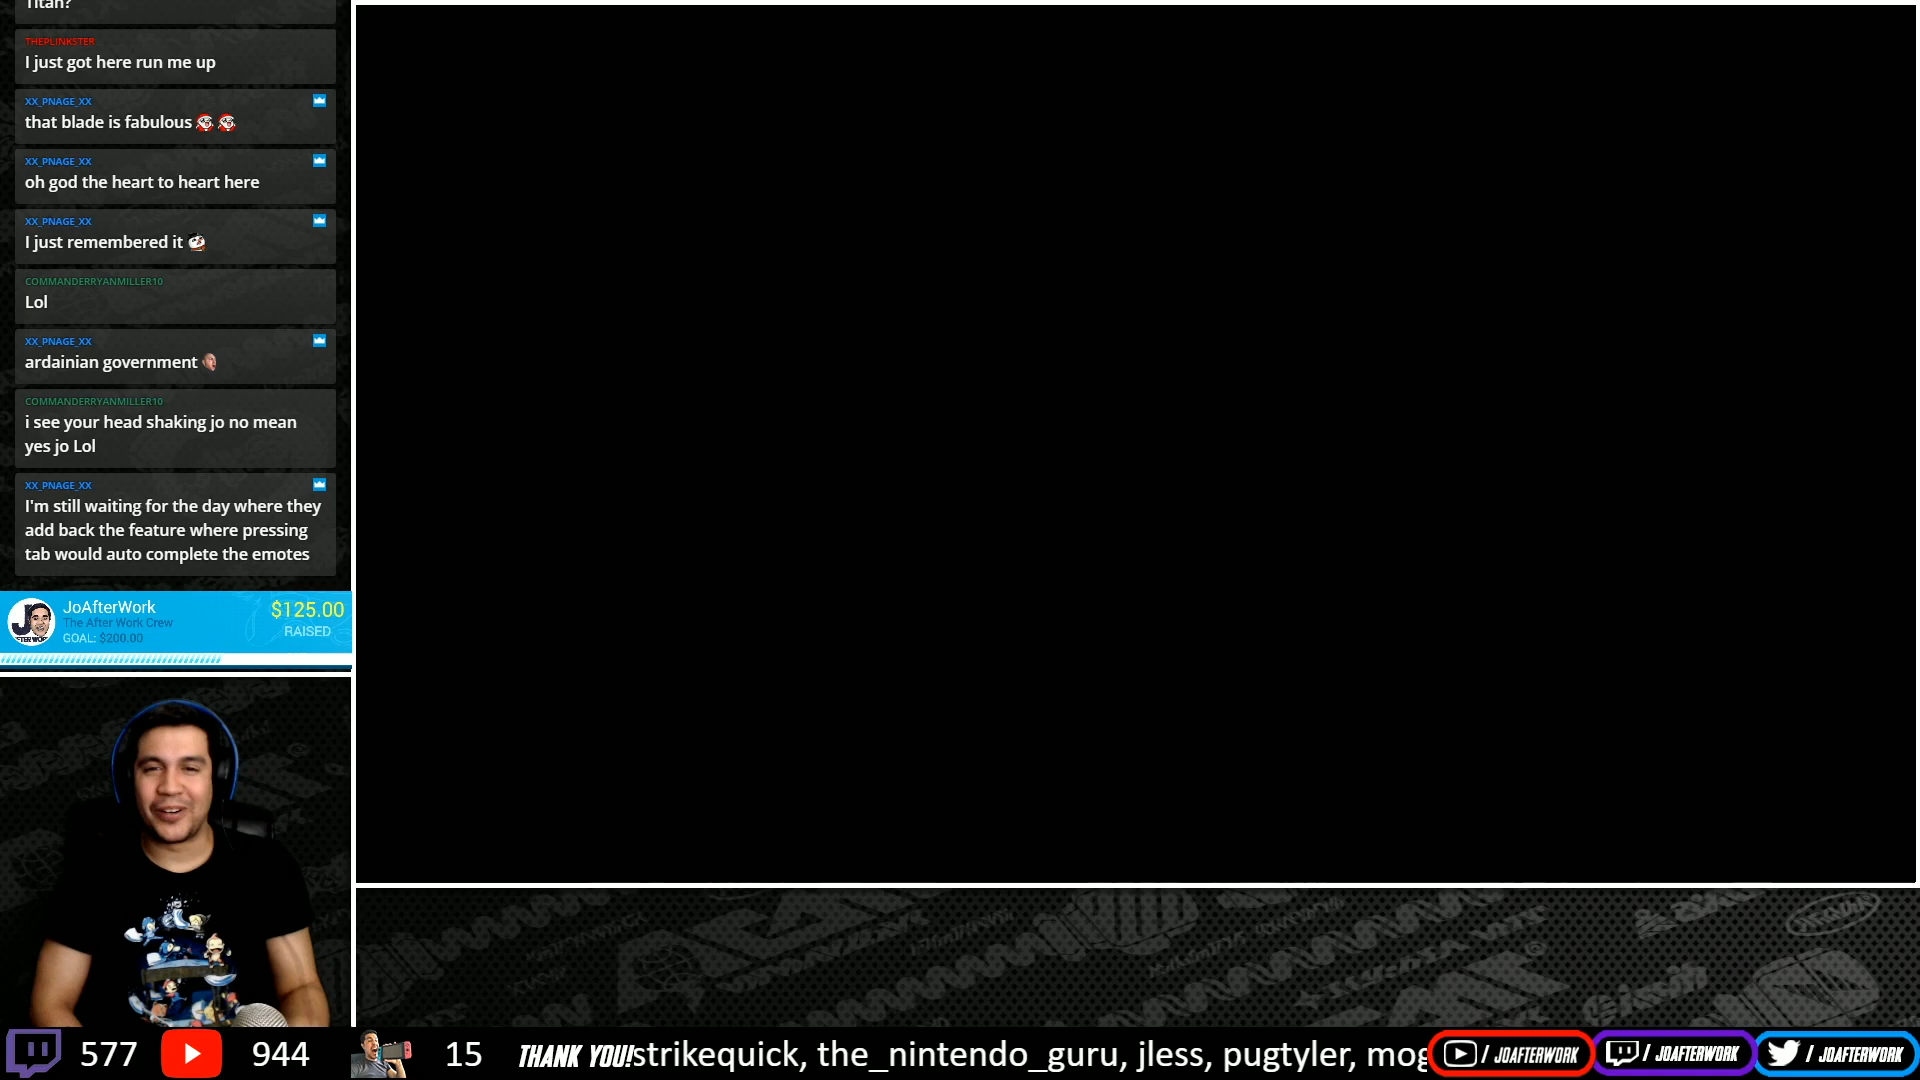 Titan?
THEPLINKSTER
I just got here run me up
XX_PNAGE_XX
that blade is fabulous
XX_PNAGE_XX
oh god the heart to heart here
XX_PNAGE_XX
I just remembered it
COMMANDERRYANMILLER10
Lol
XX_PNAGE_XX
ardainian government
COMMANDERRYANMILLER10
i see your head shaking jo no mean
yes jo Lol
XX_PNAGE_XX
I'm still waiting for the day where they
add back the feature where pressing
tab would auto complete the emotes
JoAfterWork
The After Work Crew
GOAL: $200.00
$125.00
RAISED
577
944
15
THANK YOU! strikequick, the_nintendo_guru, jless, pugtyler, mog
/ JOAFTERWORK
/ JOAFTERWORK
/ JOAFTERWORK